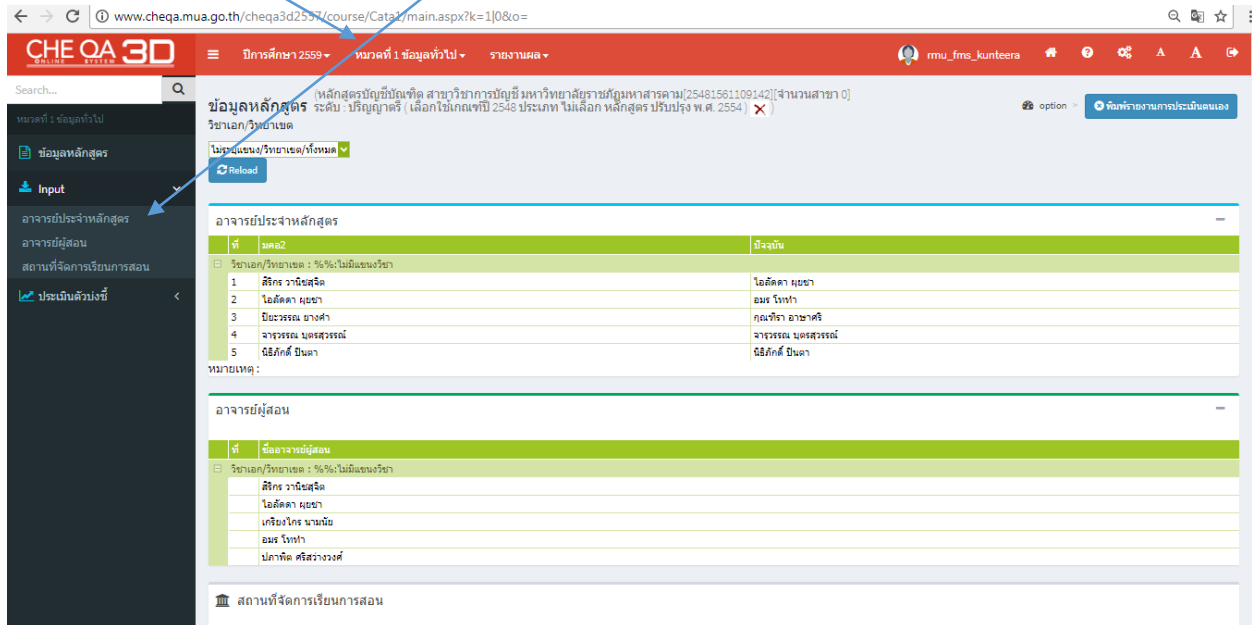 www.cheqa.mua.go.th/cheqa3d2557/course/Cata1/main.aspx?k=1|0&o=
CHE QA 3D
ONLINE SYSTEM
ปีการศึกษา 2559
หมวดที่ 1 ข้อมูลทั่วไป
รายงานผล
rmu_fms_kunteera
A
A
Search...
หมวดที่ 1 ข้อมูลทั่วไป
ข้อมูลหลักสูตร
Input
อาจารย์ประจำหลักสูตร
อาจารย์ผู้สอน
สถานที่จัดการเรียนการสอน
ประเมินตัวบ่งชี้
ข้อมูลหลักสูตร (หลักสูตรบัญชีบัณฑิต สาขาวิชาการบัญชี มหาวิทยาลัยราชภัฏมหาสารคาม[25481561109142][จำนวนสาขา 0]
ระดับ : ปริญญาตรี ( เลือกใช้เกณฑ์ปี 2548 ประเภท ไม่เลือก หลักสูตร ปรับปรุง พ.ศ. 2554 ) )
option >
พิมพ์รายงานการประเมินตนเอง
วิชาเอก/วิทยาเขต
ไม่ระบุแขนง/วิทยาเขต/ทั้งหมด
Reload
อาจารย์ประจำหลักสูตร
ที่ มคอ2 ปัจจุบัน
วิชาเอก/วิทยาเขต : %%:ไม่มีแขนงวิชา
1 สิริกร วานิชสุจิต ไอลัดดา ผุยชา
2 ไอลัดดา ผุยชา อมร โททำ
3 ปิยะวรรณ ยางคำ กุณฑีรา อาษาศรี
4 จารุวรรณ บุตรสุวรรณ์ จารุวรรณ บุตรสุวรรณ์
5 นิธิภักดิ์ ปินตา นิธิภักดิ์ ปินตา
หมายเหตุ :
อาจารย์ผู้สอน
ที่ ชื่ออาจารย์ผู้สอน
วิชาเอก/วิทยาเขต : %%:ไม่มีแขนงวิชา
สิริกร วานิชสุจิต
ไอลัดดา ผุยชา
เกรียงไกร นามนัย
อมร โททำ
ปภาพิต ศรีสว่างวงศ์
สถานที่จัดการเรียนการสอน